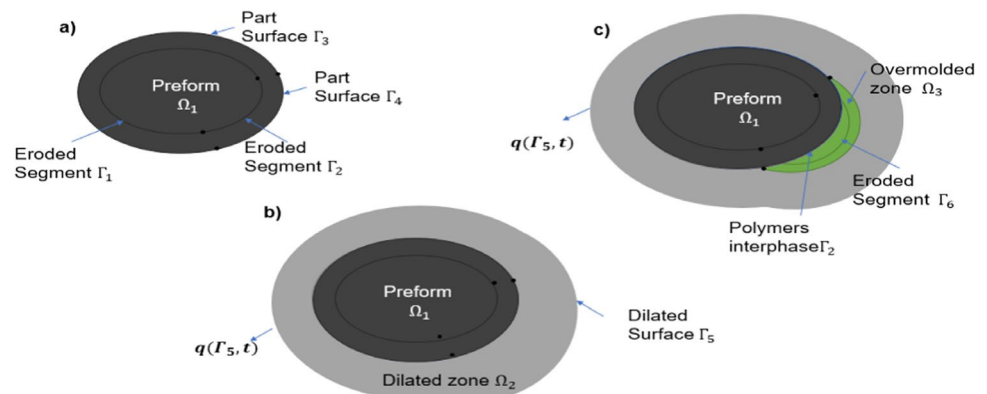 a)
Part
Surface Γ₃
Preform
Ω₁
Part
Surface Γ₄
Eroded
Segment Γ₁
Eroded
Segment Γ₂
b)
Preform
Ω₁
q(Γ₅, t)
Dilated
Surface Γ₅
Dilated zone Ω₂
c)
Preform
Ω₁
Overmolded
zone Ω₃
q(Γ₅, t)
Eroded
Segment Γ₆
Polymers
interphaseΓ₂